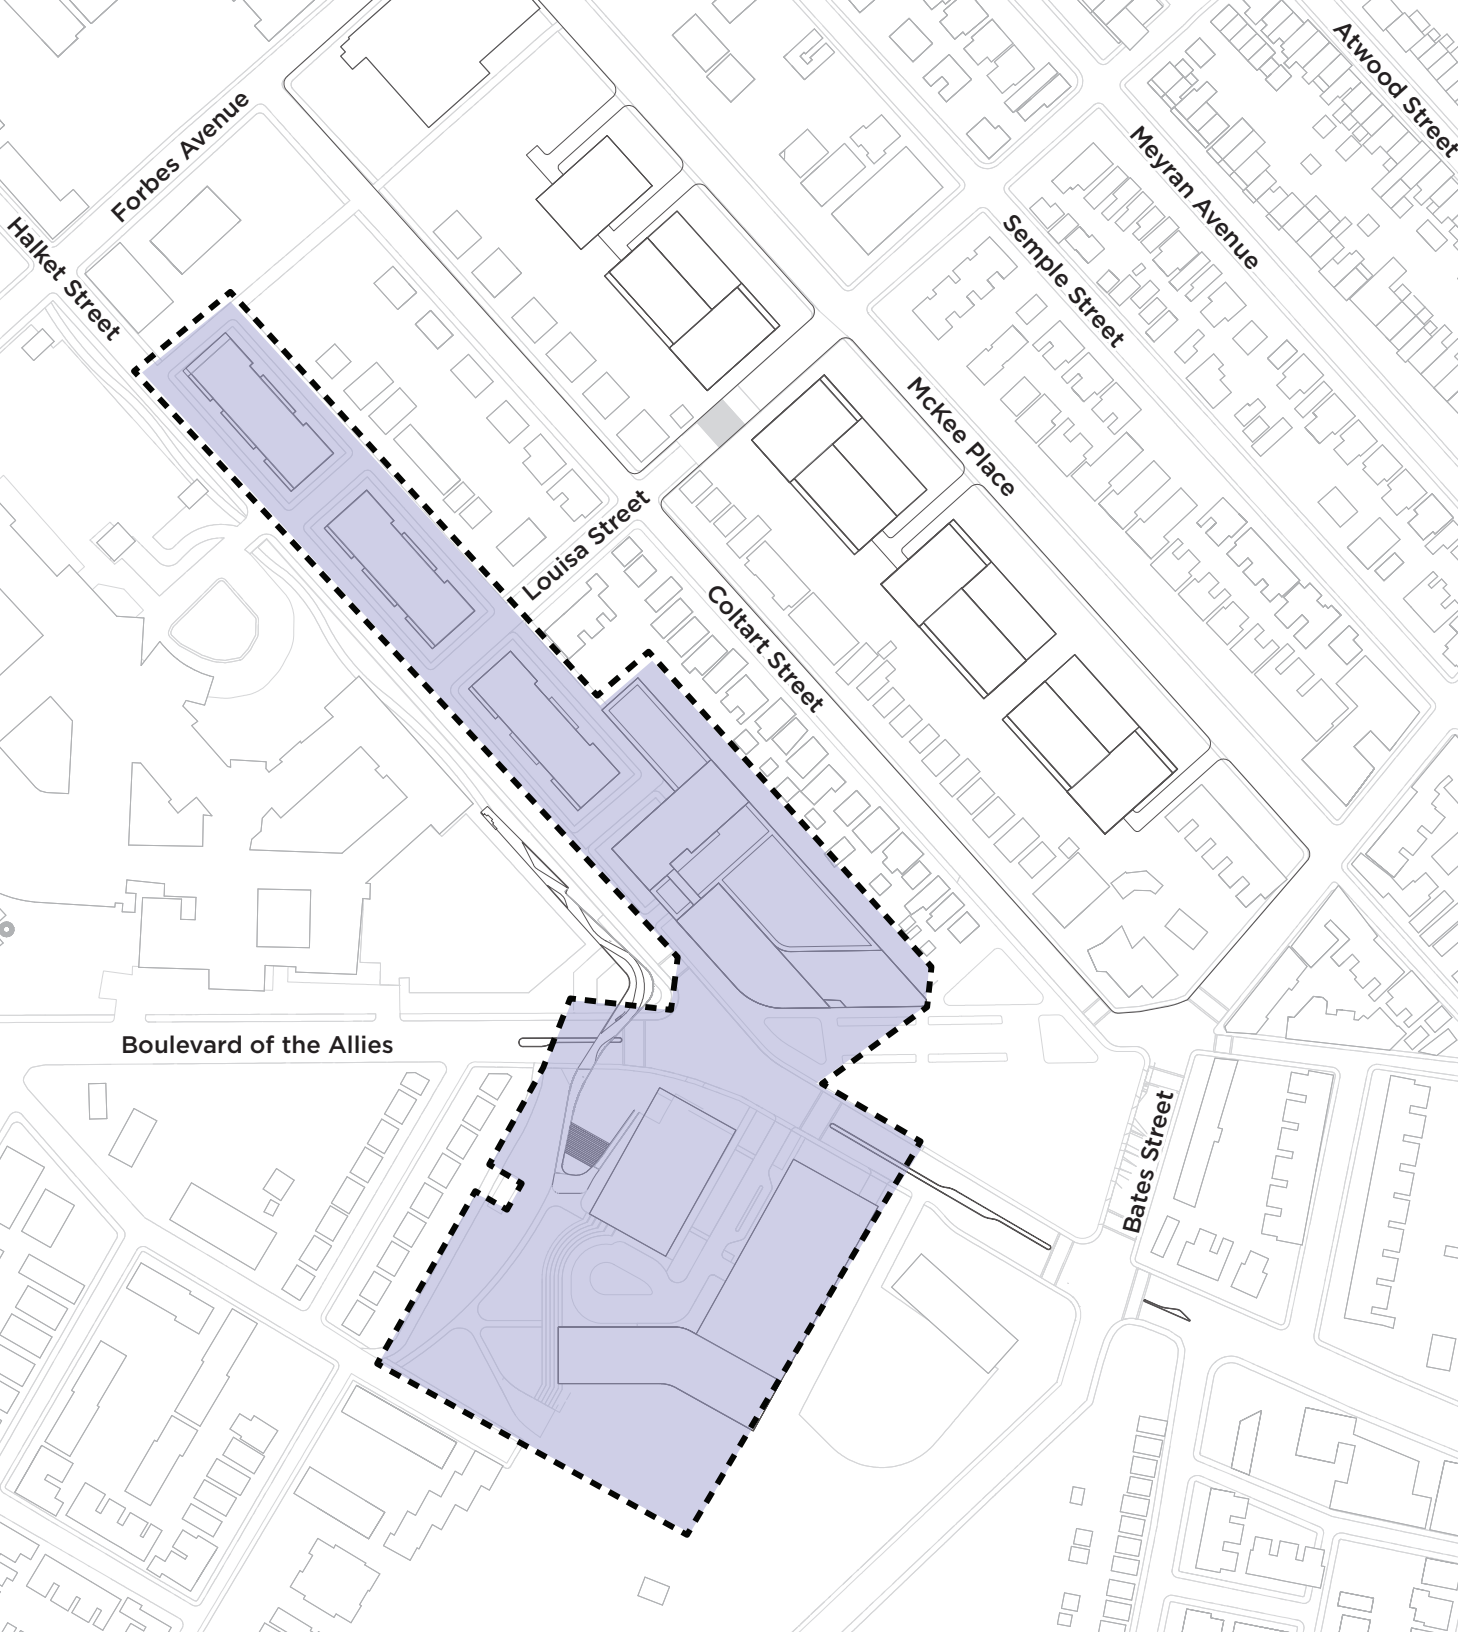 Atwood Street
Forbes Avenue
Meyran Avenue
Halket Street
Semple Street
McKee Place
Louisa Street
Coltart Street
Boulevard of the Allies
Bates Street